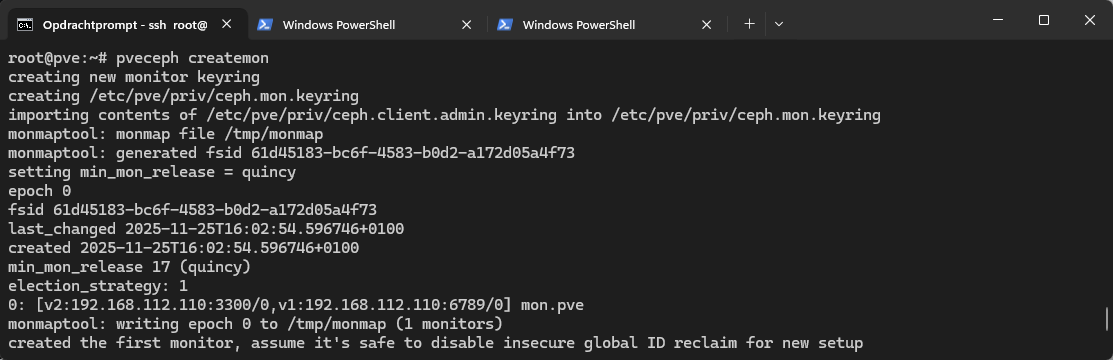 Opdrachtprompt - ssh root@
Windows PowerShell
Windows PowerShell
root@pve:~# pveceph createmon
creating new monitor keyring
creating /etc/pve/priv/ceph.mon.keyring
importing contents of /etc/pve/priv/ceph.client.admin.keyring into /etc/pve/priv/ceph.mon.keyring
monmaptool: monmap file /tmp/monmap
monmaptool: generated fsid 61d45183-bc6f-4583-b0d2-a172d05a4f73
setting min_mon_release = quincy
epoch 0
fsid 61d45183-bc6f-4583-b0d2-a172d05a4f73
last_changed 2025-11-25T16:02:54.596746+0100
created 2025-11-25T16:02:54.596746+0100
min_mon_release 17 (quincy)
election_strategy: 1
0: [v2:192.168.112.110:3300/0,v1:192.168.112.110:6789/0] mon.pve
monmaptool: writing epoch 0 to /tmp/monmap (1 monitors)
created the first monitor, assume it's safe to disable insecure global ID reclaim for new setup